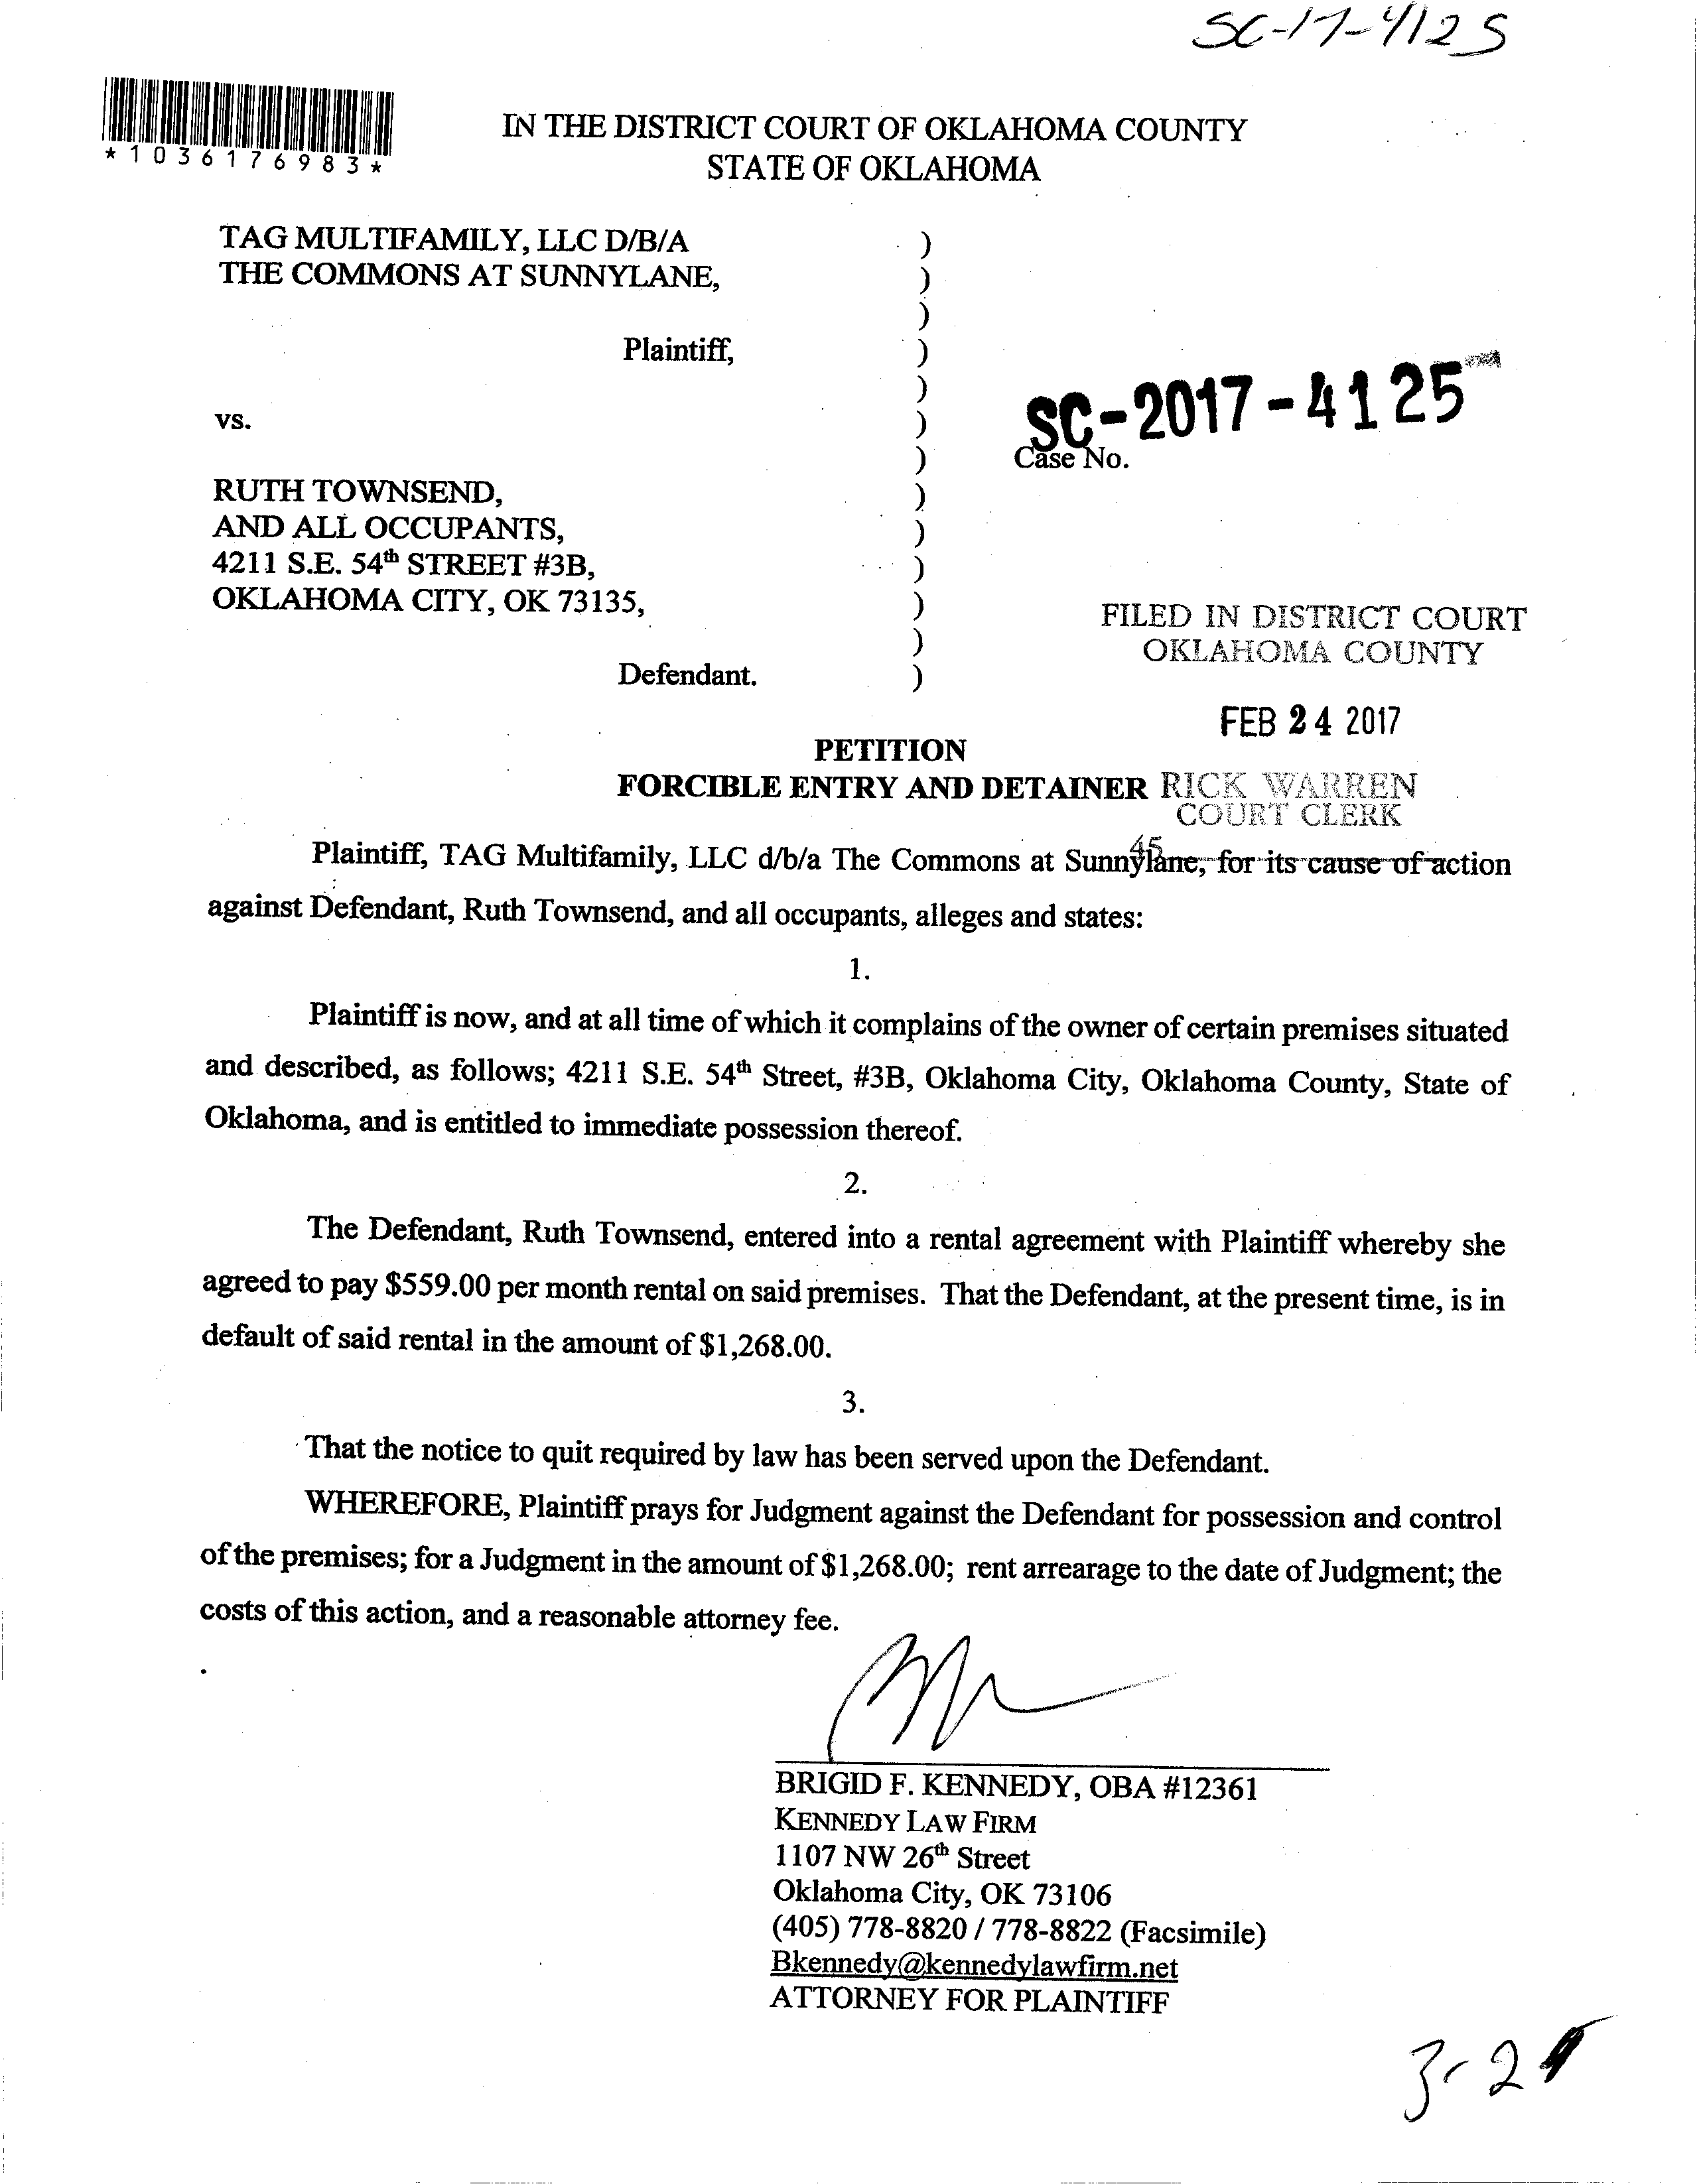 SC-17-4125
*1036176983*
IN THE DISTRICT COURT OF OKLAHOMA COUNTY
STATE OF OKLAHOMA
TAG MULTIFAMILY, LLC D/B/A )
THE COMMONS AT SUNNYLANE, )
)
Plaintiff, )
)
vs. )
SC-2017-4125
) Case No.
RUTH TOWNSEND, )
AND ALL OCCUPANTS, )
4211 S.E. 54th STREET #3B, )
OKLAHOMA CITY, OK 73135, )
)
Defendant. )
FILED IN DISTRICT COURT
OKLAHOMA COUNTY
FEB 24 2017
PETITION
FORCIBLE ENTRY AND DETAINER
RICK WARREN
COURT CLERK
45
Plaintiff, TAG Multifamily, LLC d/b/a The Commons at Sunnylane, for its cause of action
against Defendant, Ruth Townsend, and all occupants, alleges and states:
1.
Plaintiff is now, and at all time of which it complains of the owner of certain premises situated
and described, as follows; 4211 S.E. 54th Street, #3B, Oklahoma City, Oklahoma County, State of
Oklahoma, and is entitled to immediate possession thereof.
2.
The Defendant, Ruth Townsend, entered into a rental agreement with Plaintiff whereby she
agreed to pay $559.00 per month rental on said premises. That the Defendant, at the present time, is in
default of said rental in the amount of $1,268.00.
3.
That the notice to quit required by law has been served upon the Defendant.
WHEREFORE, Plaintiff prays for Judgment against the Defendant for possession and control
of the premises; for a Judgment in the amount of $1,268.00; rent arrearage to the date of Judgment; the
costs of this action, and a reasonable attorney fee.
BRIGID F. KENNEDY, OBA #12361
KENNEDY LAW FIRM
1107 NW 26th Street
Oklahoma City, OK 73106
(405) 778-8820 / 778-8822 (Facsimile)
Bkennedy@kennedylawfirm.net
ATTORNEY FOR PLAINTIFF